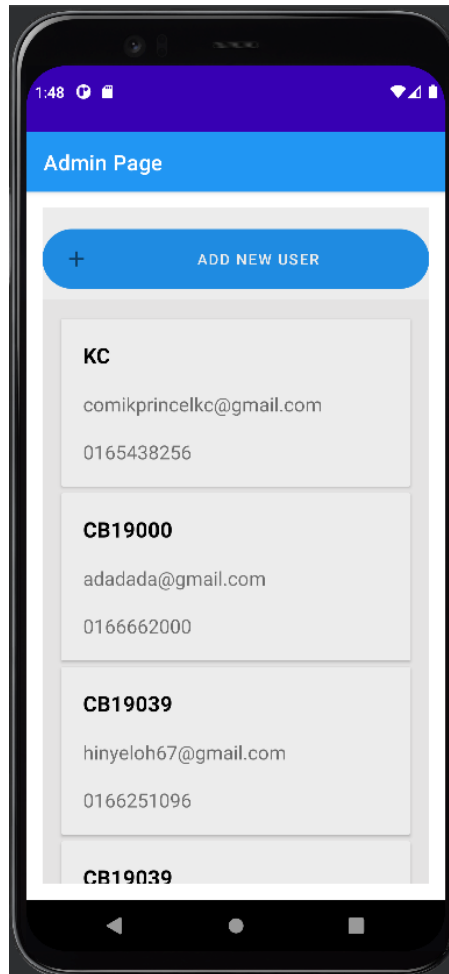 1:48
Admin Page
+ ADD NEW USER
KC
comikprincelkc@gmail.com
0165438256
CB19000
adadada@gmail.com
0166662000
CB19039
hinyeloh67@gmail.com
0166251096
CB19039